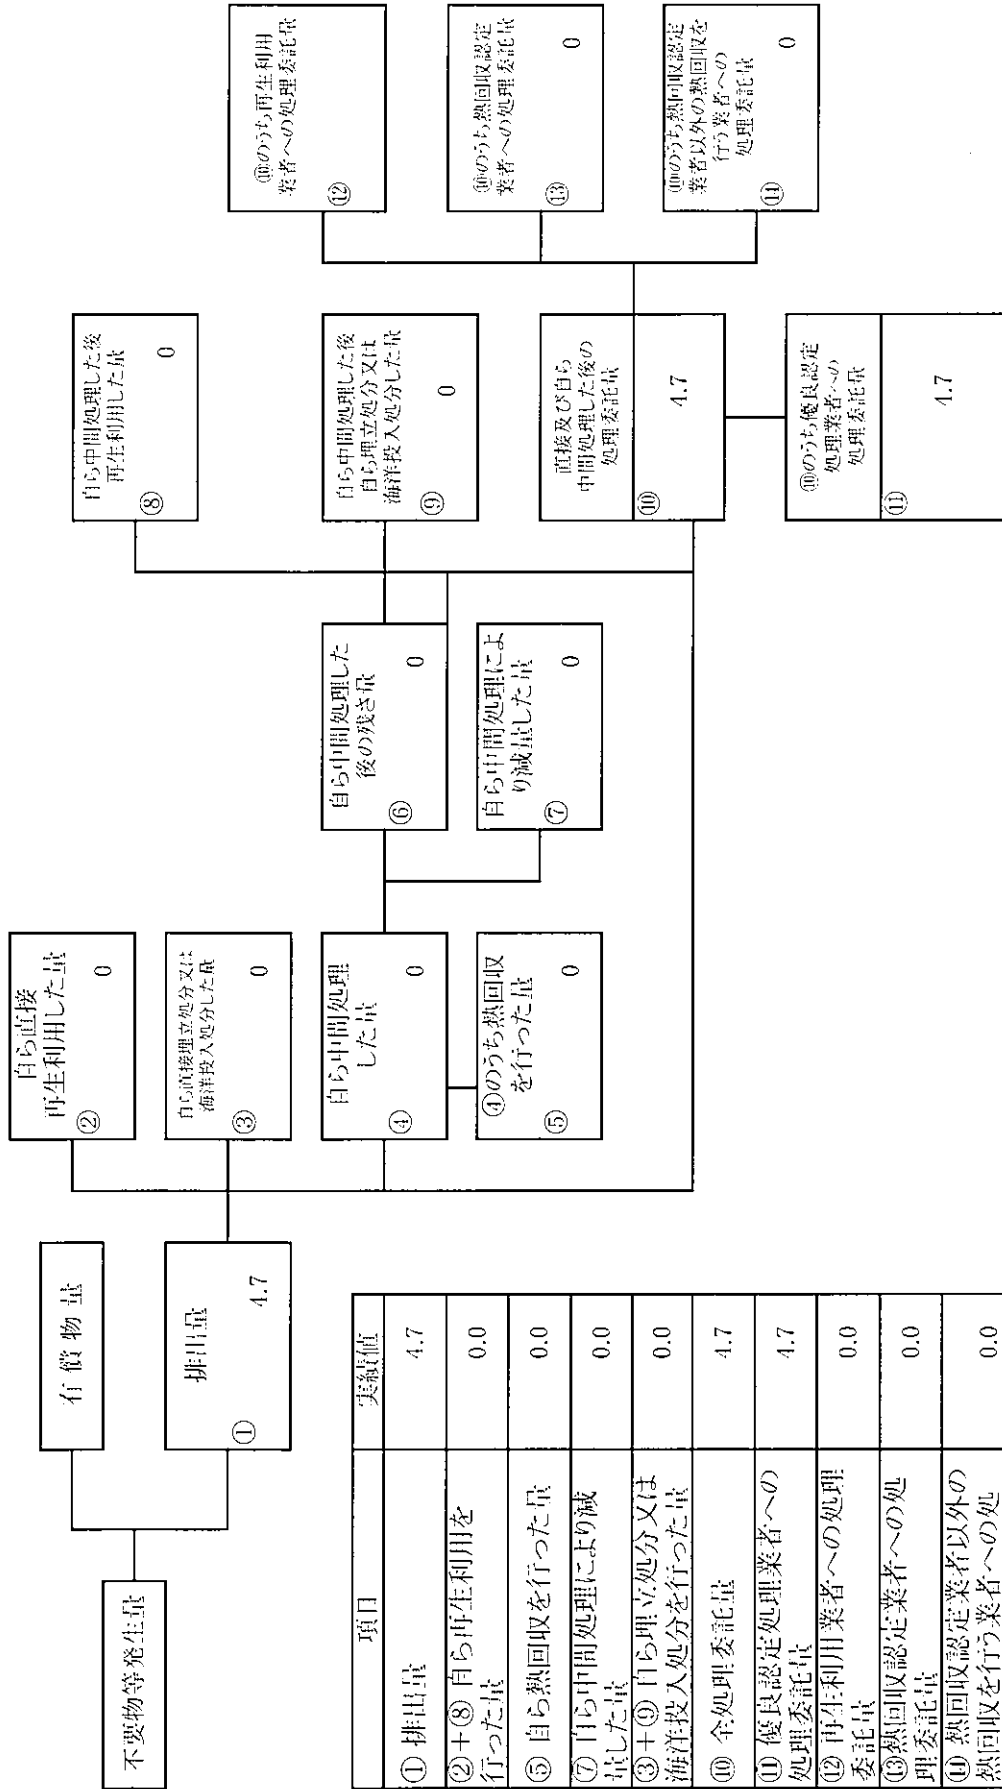 不要物等発生量
有償物量
排出量
①
4.7
自ら直接
再生利用した量
②
0
自ら直接埋立処分又は
海洋投入処分した量
③
0
自ら中間処理
した量
④
0
④のうち熱回収
を行った量
⑤
0
自ら中間処理した
後の残さ量
⑥
0
自ら中間処理によ
り減量した量
⑦
0
自ら中間処理した後
再生利用した量
⑧
0
自ら中間処理した後
自ら埋立処分又は
海洋投入処分した量
⑨
0
直接及び自ら
中間処理した後の
処理委託量
⑩
4.7
⑩のうち優良認定
処理業者への
処理委託量
⑪
4.7
⑩のうち再生利用
業者への処理委託量
⑫
⑩のうち熱回収認定
業者への処理委託量
⑬
0
⑩のうち熱回収認定
業者以外の熱回収を
行う業者への
処理委託量
⑭
0
項目 実績値
① 排出量 4.7
②+⑧ 自ら再生利用を
行った量 0.0
⑤ 自ら熱回収を行った量 0.0
⑦ 自ら中間処理により減
量した量 0.0
③+⑨ 自ら埋立処分又は
海洋投入処分を行った量 0.0
⑩ 全処理委託量 4.7
⑪ 優良認定処理業者への
処理委託量 4.7
⑫ 再生利用業者への処理
委託量 0.0
⑬熱回収認定業者への処
理委託量 0.0
⑭ 熱回収認定業者以外の
熱回収を行う業者への処 0.0